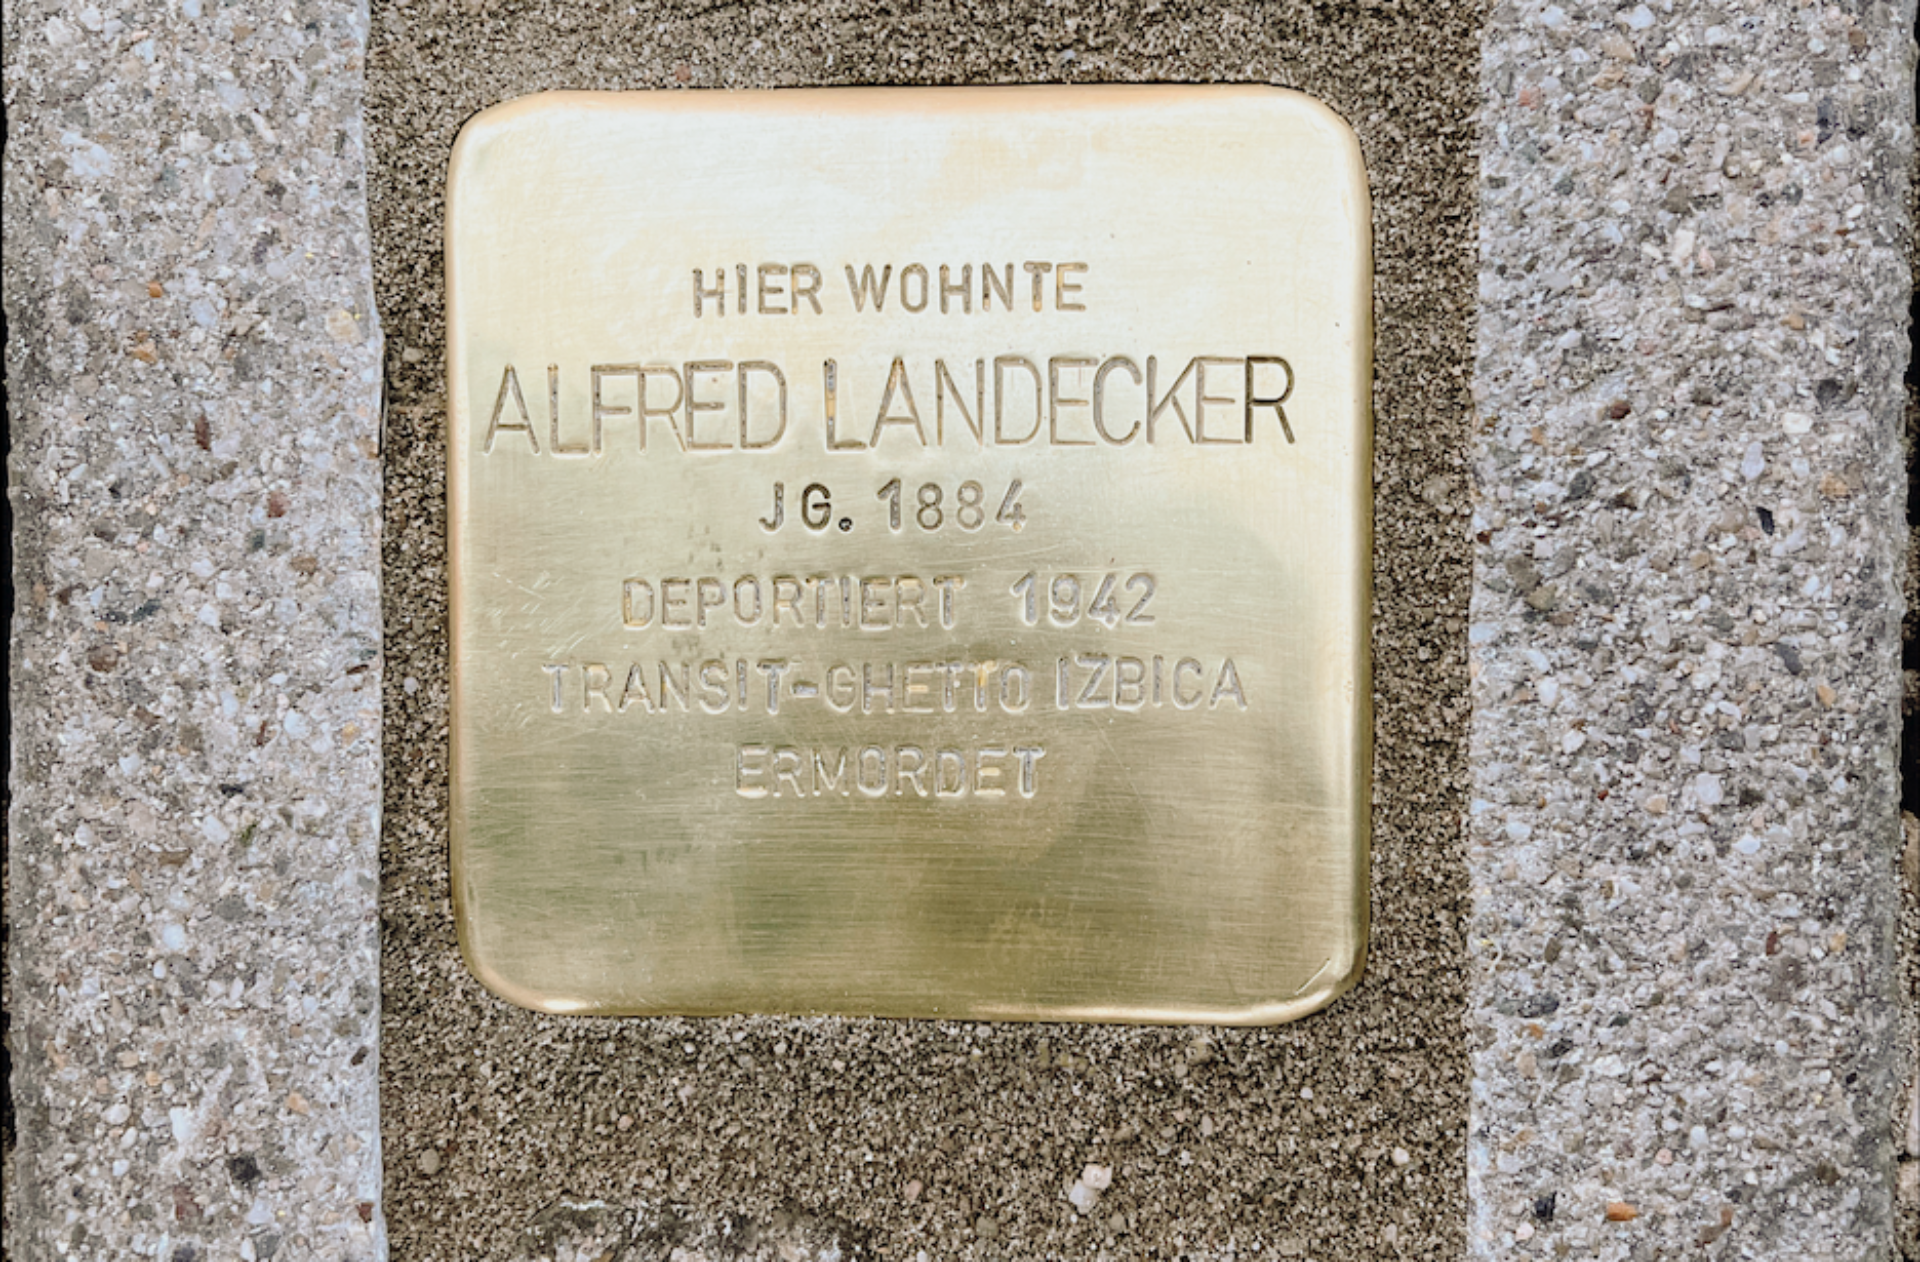 HIER WOHNTE
ALFRED LANDECKER
JG. 1884
DEPORTIERT 1942
TRANSIT-GHETTO IZBICA
ERMORDET